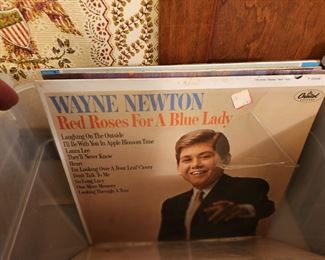 Capitol
WAYNE NEWTON
Red Roses For A Blue Lady
Laughing On The Outside
I'll Be With You In Apple Blossom Time
Laura Lee
They'll Never Know
Heart
I'm Looking Over A Four Leaf Clover
Don't Talk To Me
So Long Lucy
One More Memory
Looking Through A Tear